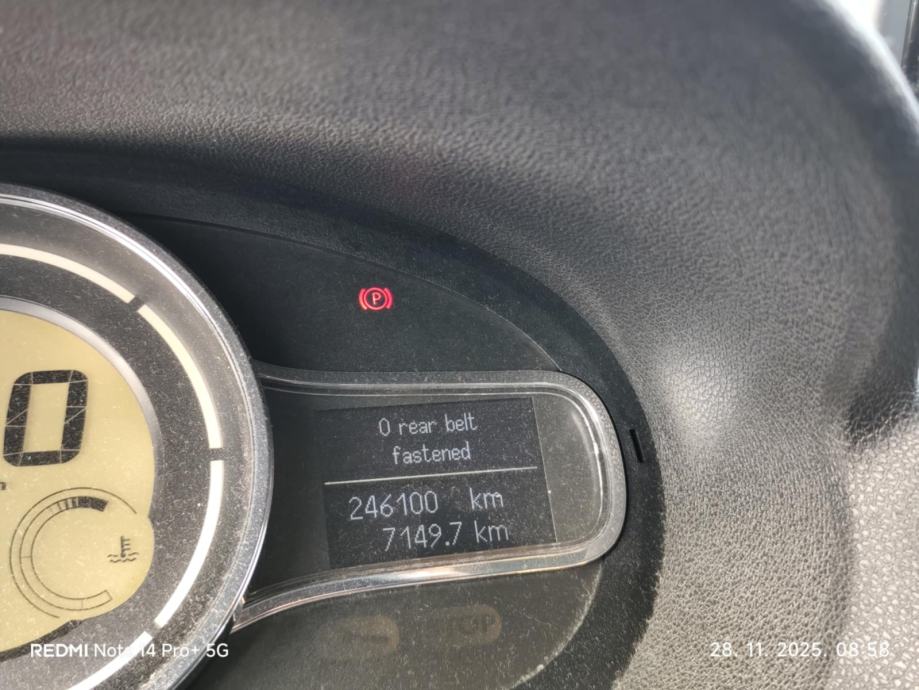 P
0
0 rear belt
fastened
246100 km
7149.7 km
REDMI Note 14 Pro+ 5G
28. 11. 2025. 08:58.